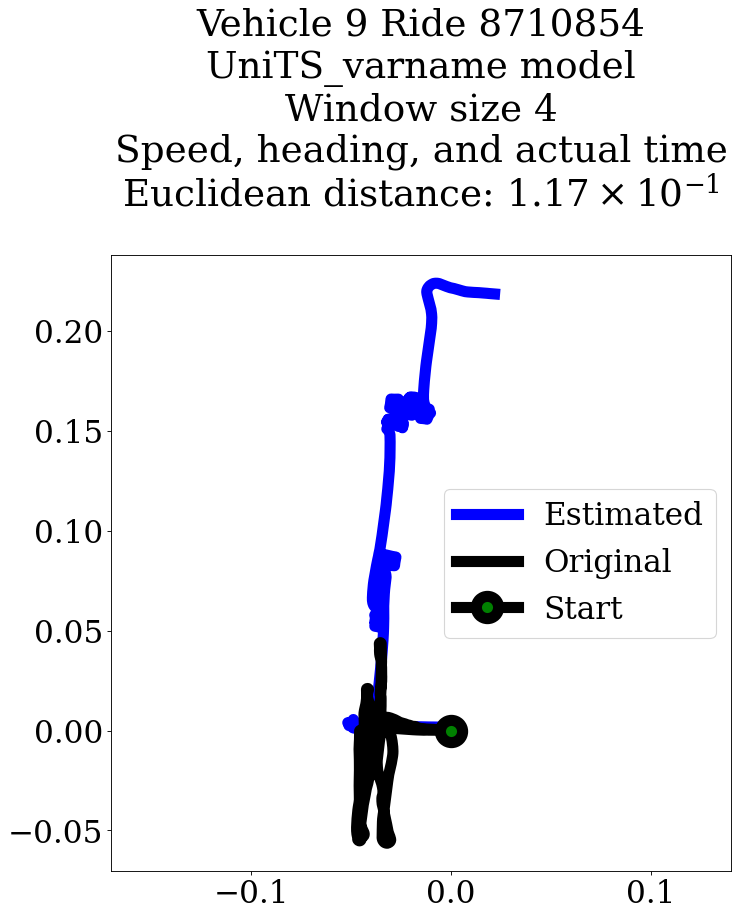 Vehicle 9 Ride 8710854
UniTS_varname model
Window size 4
Speed, heading, and actual time
Euclidean distance: 1.17 × 10⁻¹
0.20
0.15
0.10
0.05
0.00
−0.05
−0.1
0.0
0.1
Estimated
Original
Start